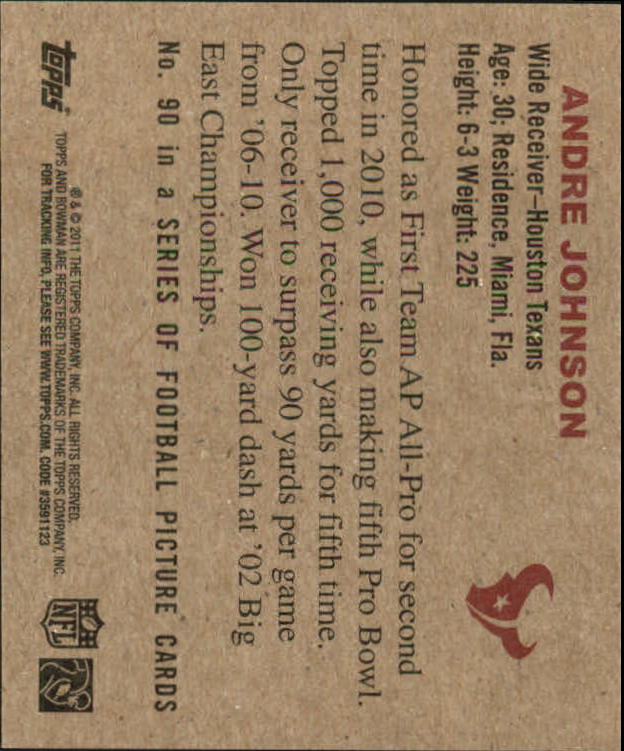 ANDRE JOHNSON
Wide Receiver–Houston Texans
Age: 30; Residence, Miami, Fla.
Height: 6-3 Weight: 225
Honored as First Team AP All-Pro for second
time in 2010, while also making fifth Pro Bowl.
Topped 1,000 receiving yards for fifth time.
Only receiver to surpass 90 yards per game
from '06-10. Won 100-yard dash at '02 Big
East Championships.
No. 90 in a SERIES OF FOOTBALL PICTURE CARDS
topps
® & © 2011 THE TOPPS COMPANY, INC. ALL RIGHTS RESERVED.
TOPPS AND BOWMAN ARE REGISTERED TRADEMARKS OF THE TOPPS COMPANY, INC.
FOR TRACKING INFO, PLEASE SEE WWW.TOPPS.COM. CODE #3591123
NFL